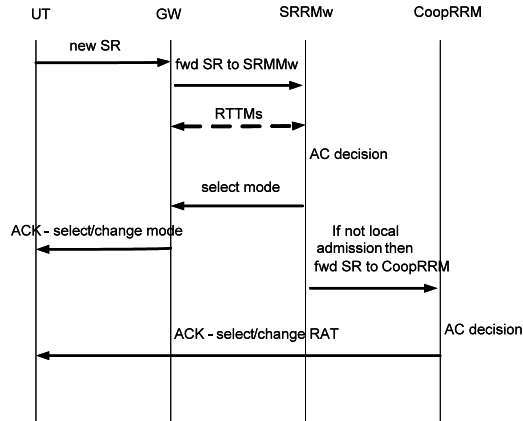 UT GW SRRMw CoopRRM
new SR
fwd SR to SRMMw
RTTMs
AC decision
select mode
ACK - select/change mode
If not local
admission then
fwd SR to CoopRRM
AC decision
ACK - select/change RAT